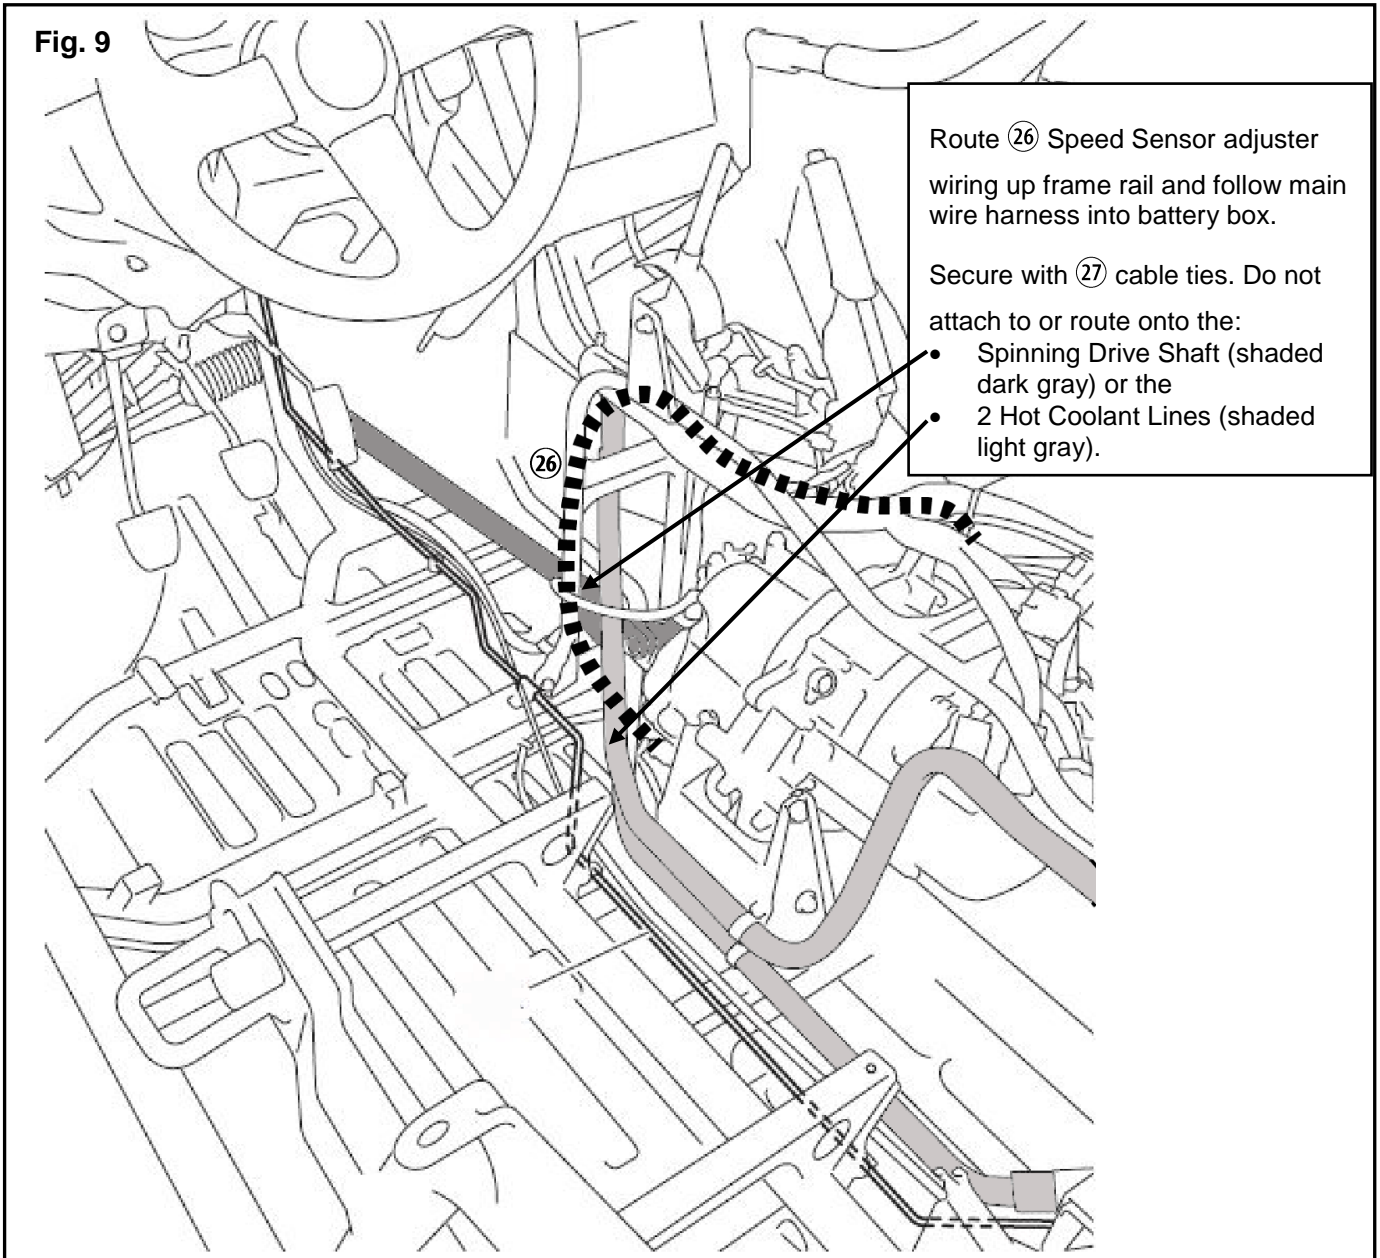 Fig. 9
Route ㉖ Speed Sensor adjuster
wiring up frame rail and follow main
wire harness into battery box.
Secure with ㉗ cable ties. Do not
attach to or route onto the:
• Spinning Drive Shaft (shaded
dark gray) or the
• 2 Hot Coolant Lines (shaded
light gray).
㉖